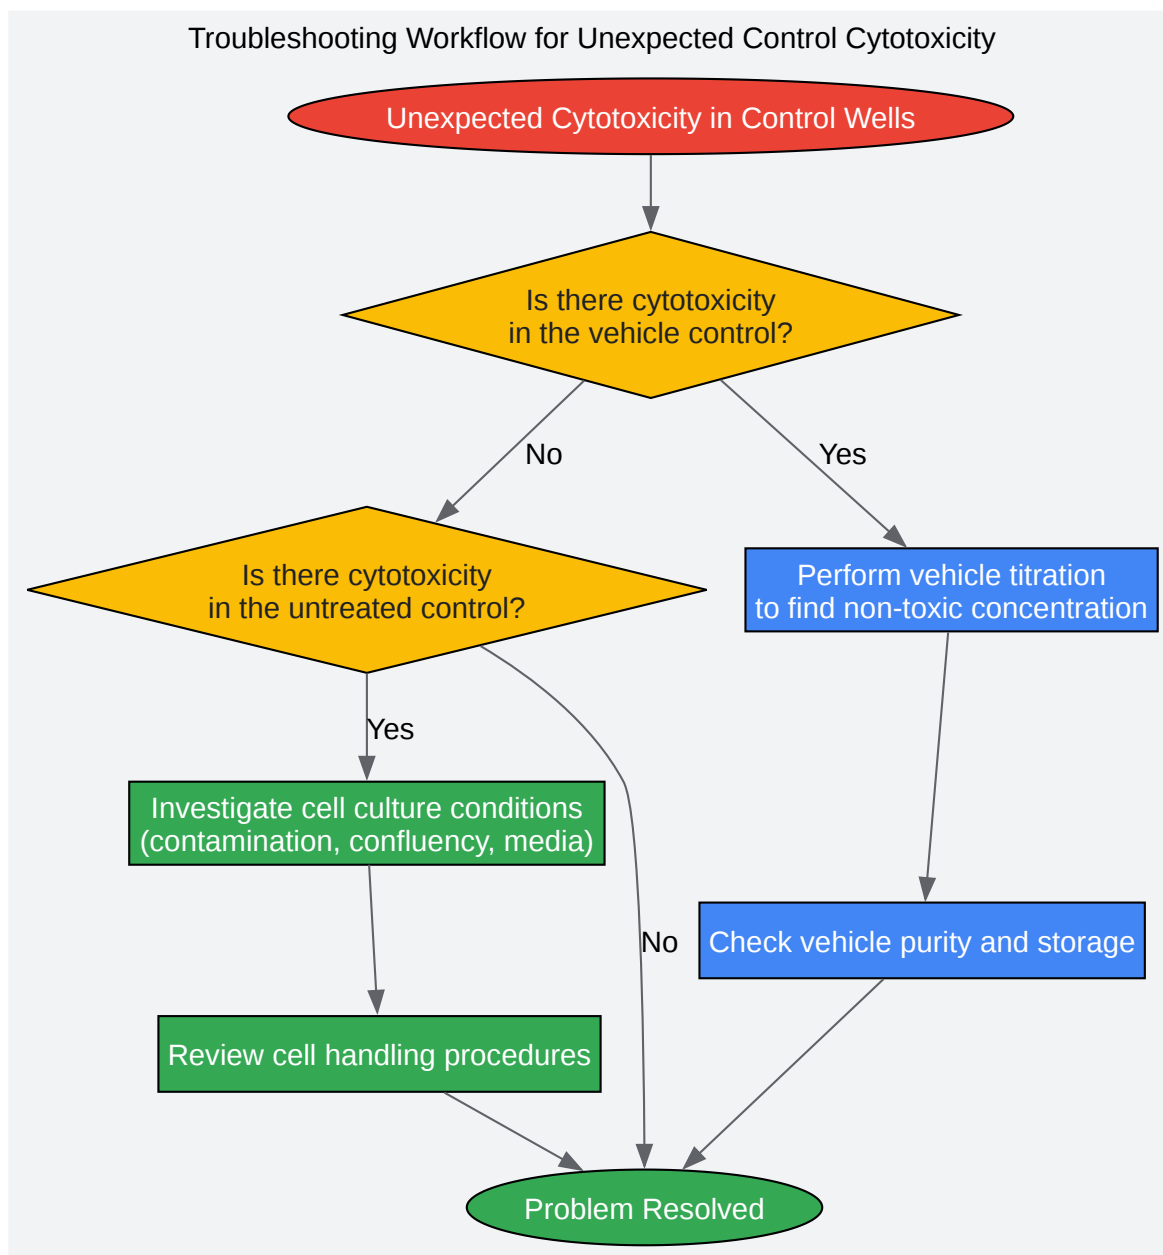 Troubleshooting Workflow for Unexpected Control Cytotoxicity
Unexpected Cytotoxicity in Control Wells
Is there cytotoxicity
in the vehicle control?
No
Yes
Is there cytotoxicity
in the untreated control?
Perform vehicle titration
to find non-toxic concentration
Yes
Investigate cell culture conditions
(contamination, confluency, media)
No
Check vehicle purity and storage
Review cell handling procedures
Problem Resolved